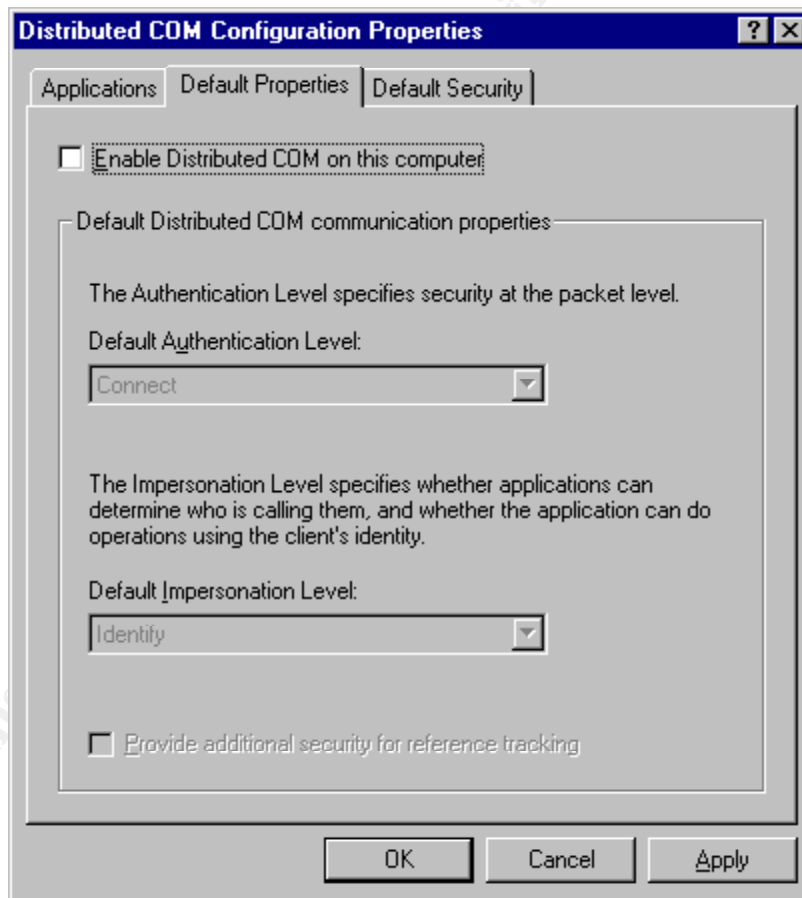 Distributed COM Configuration Properties
Applications Default Properties Default Security
Enable Distributed COM on this computer
Default Distributed COM communication properties
The Authentication Level specifies security at the packet level.
Default Authentication Level:
Connect
The Impersonation Level specifies whether applications can
determine who is calling them, and whether the application can do
operations using the client's identity.
Default Impersonation Level:
Identify
Provide additional security for reference tracking
OK Cancel Apply